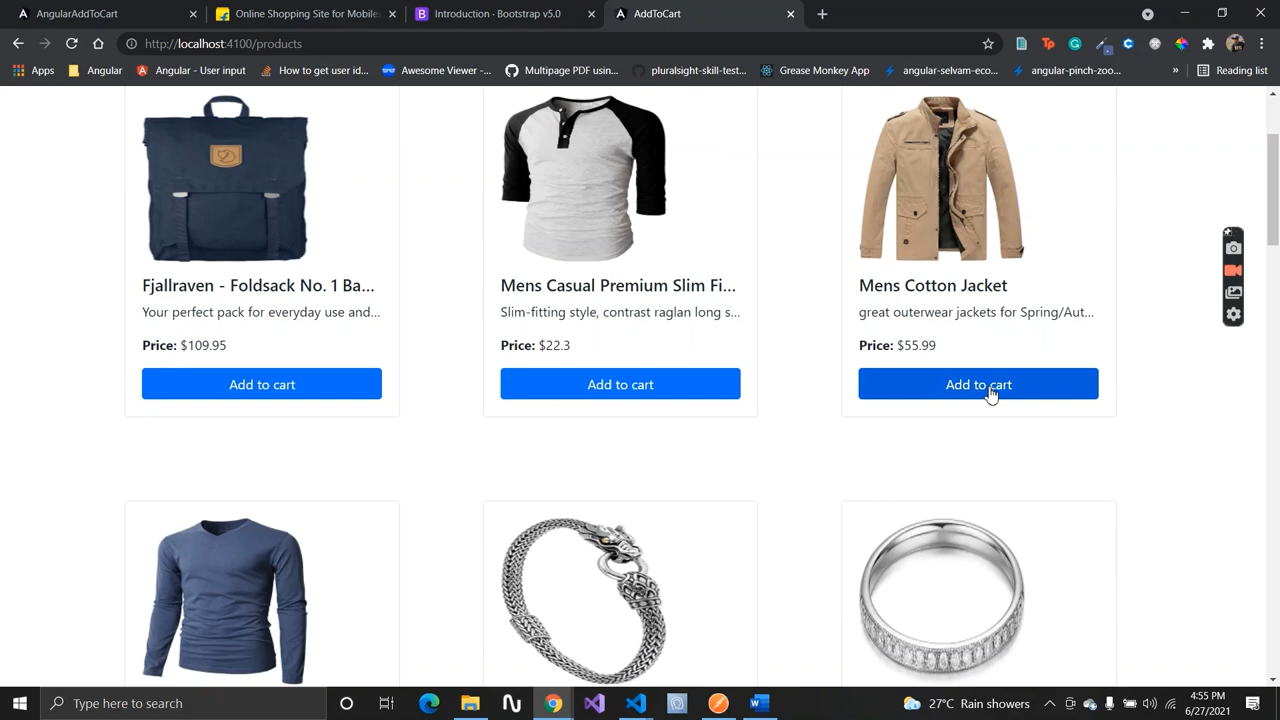 AngularAddToCart
Online Shopping Site for Mobiles
Introduction · Bootstrap v5.0
AddToCart
http://localhost:4100/products
Apps
Angular
Angular - User input
How to get user id...
Awesome Viewer -...
Multipage PDF usin...
pluralsight-skill-test...
Grease Monkey App
angular-selvam-eco...
angular-pinch-zoo...
»
Reading list
Fjallraven - Foldsack No. 1 Ba...
Your perfect pack for everyday use and...
Price: $109.95
Add to cart
Mens Casual Premium Slim Fi...
Slim-fitting style, contrast raglan long s...
Price: $22.3
Add to cart
Mens Cotton Jacket
great outerwear jackets for Spring/Aut...
Price: $55.99
Add to cart
Type here to search
27°C Rain showers
4:55 PM
6/27/2021